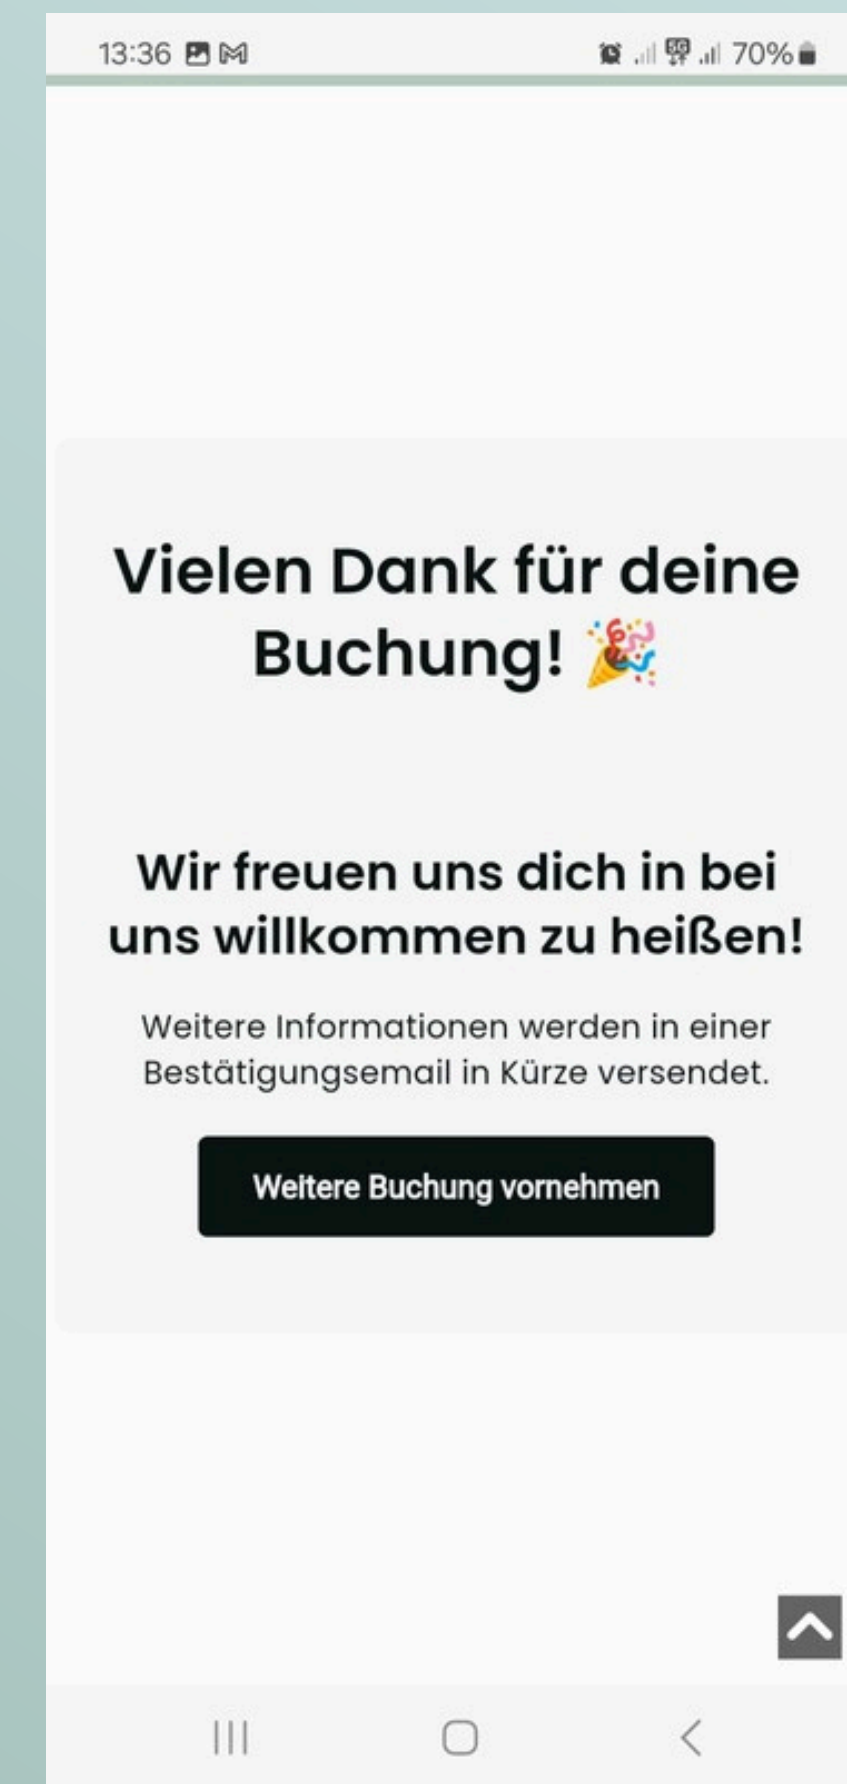 13:36
5G 70%
Vielen Dank für deine
Buchung! 🎉
Wir freuen uns dich in bei
uns willkommen zu heißen!
Weitere Informationen werden in einer
Bestätigungsemail in Kürze versendet.
Weitere Buchung vornehmen